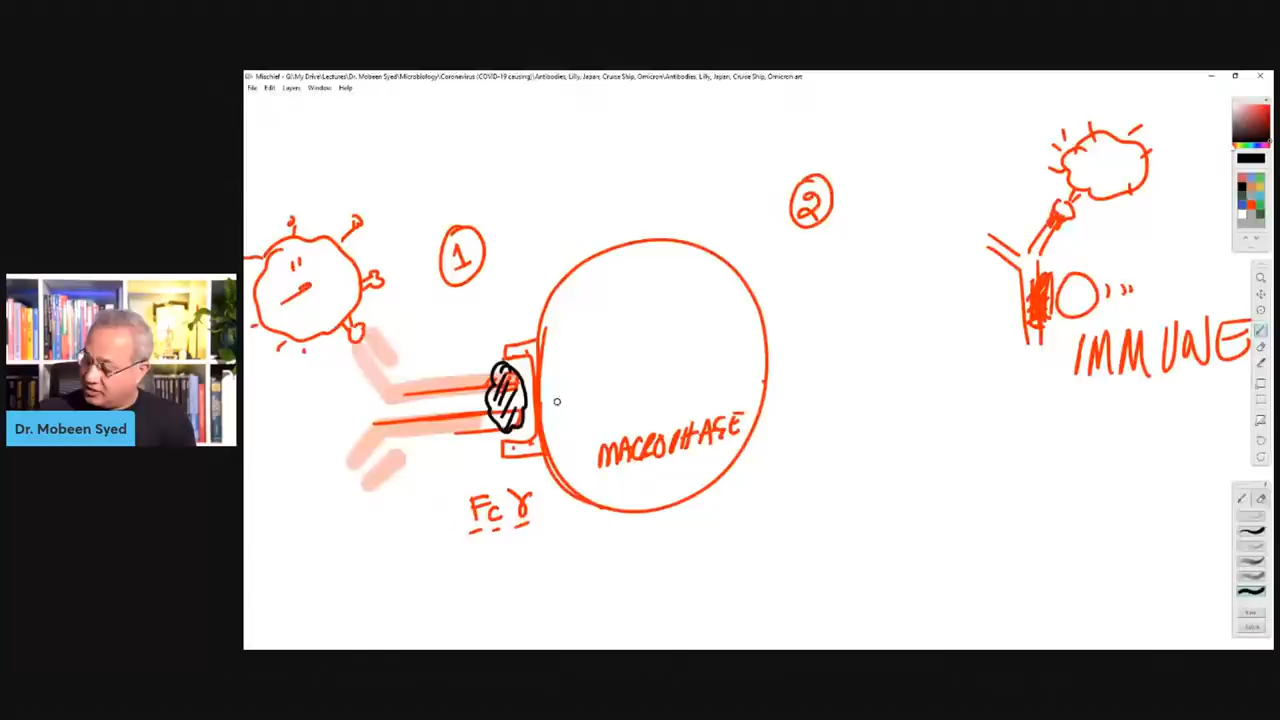 Mischief - G:\My Drive\Lectures\Dr. Mobeen Syed\Microbiology\Coronavirus (COVID-19 causing)\Antibodies, Lilly, Japan, Cruise Ship, Omicron\Antibodies, Lilly, Japan, Cruise Ship, Omicron art
File Edit Layers Window Help
2
1
IMMUNE
MACROPHAGE
Dr. Mobeen Syed
Fc γ